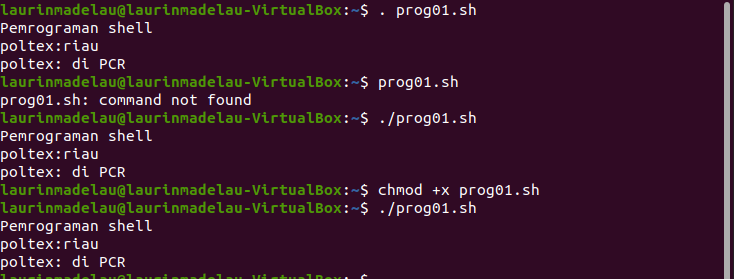 laurinmadelau@laurinmadelau-VirtualBox:~$ . prog01.sh
Pemrograman shell
poltex:riau
poltex: di PCR
laurinmadelau@laurinmadelau-VirtualBox:~$ prog01.sh
prog01.sh: command not found
laurinmadelau@laurinmadelau-VirtualBox:~$ ./prog01.sh
Pemrograman shell
poltex:riau
poltex: di PCR
laurinmadelau@laurinmadelau-VirtualBox:~$ chmod +x prog01.sh
laurinmadelau@laurinmadelau-VirtualBox:~$ ./prog01.sh
Pemrograman shell
poltex:riau
poltex: di PCR